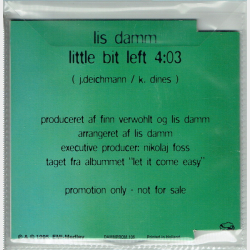 lis damm
little bit left 4:03
( j.deichmann / k. dines )
produceret af finn verwohlt og lis damm
arrangeret af lis damm
executive producer: nikolaj foss
taget fra albummet "let it come easy"
promotion only - not for sale